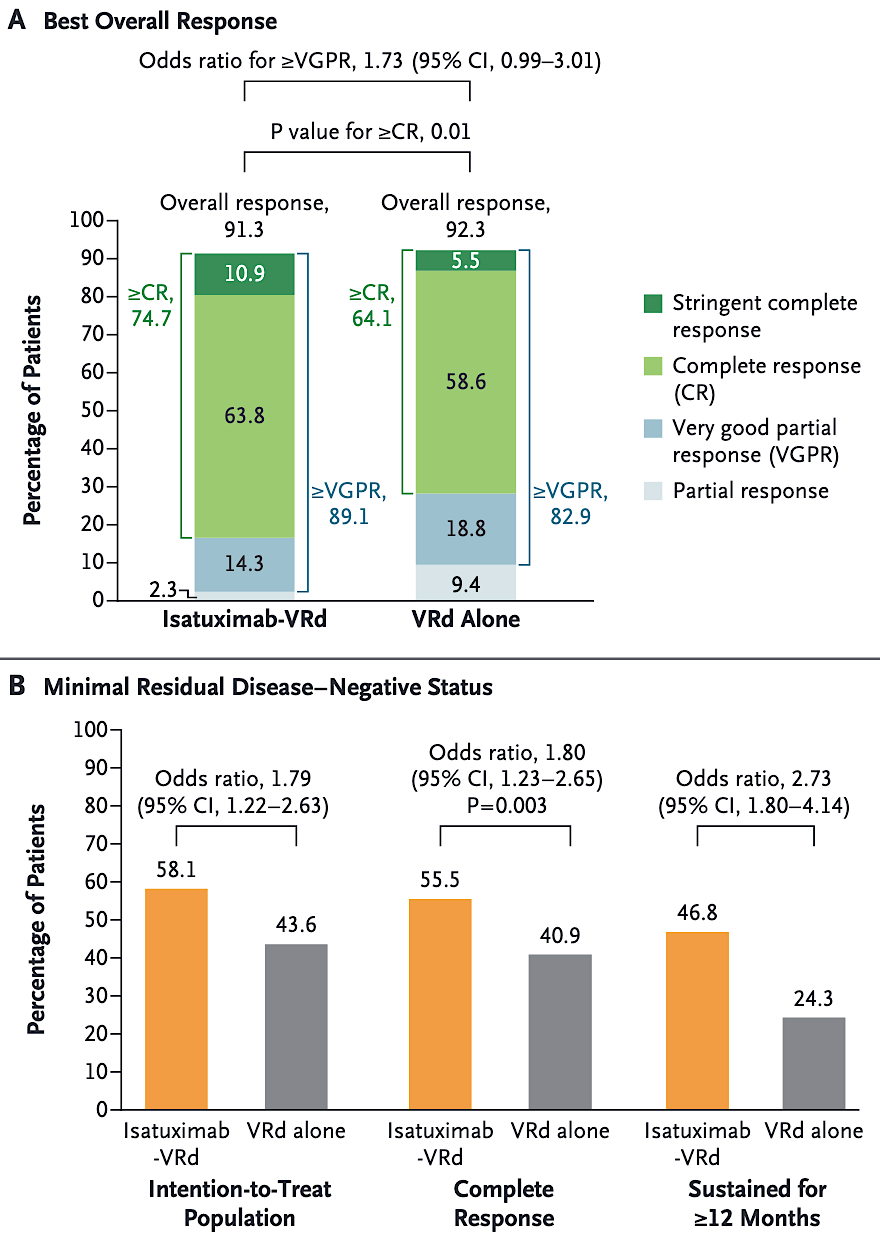 A Best Overall Response
Odds ratio for ≥VGPR, 1.73 (95% CI, 0.99–3.01)
P value for ≥CR, 0.01
Overall response,
91.3
Overall response,
92.3
Percentage of Patients
100
90
80
70
60
50
40
30
20
10
0
≥CR,
74.7
10.9
63.8
14.3
2.3
≥VGPR,
89.1
≥CR,
64.1
5.5
58.6
18.8
9.4
≥VGPR,
82.9
Isatuximab-VRd
VRd Alone
Stringent complete
response
Complete response
(CR)
Very good partial
response (VGPR)
Partial response
B Minimal Residual Disease–Negative Status
Percentage of Patients
100
90
80
70
60
50
40
30
20
10
0
Odds ratio, 1.79
(95% CI, 1.22–2.63)
58.1
43.6
Odds ratio, 1.80
(95% CI, 1.23–2.65)
P=0.003
55.5
40.9
Odds ratio, 2.73
(95% CI, 1.80–4.14)
46.8
24.3
Isatuximab
-VRd
VRd alone
Isatuximab
-VRd
VRd alone
Isatuximab
-VRd
VRd alone
Intention-to-Treat
Population
Complete
Response
Sustained for
≥12 Months